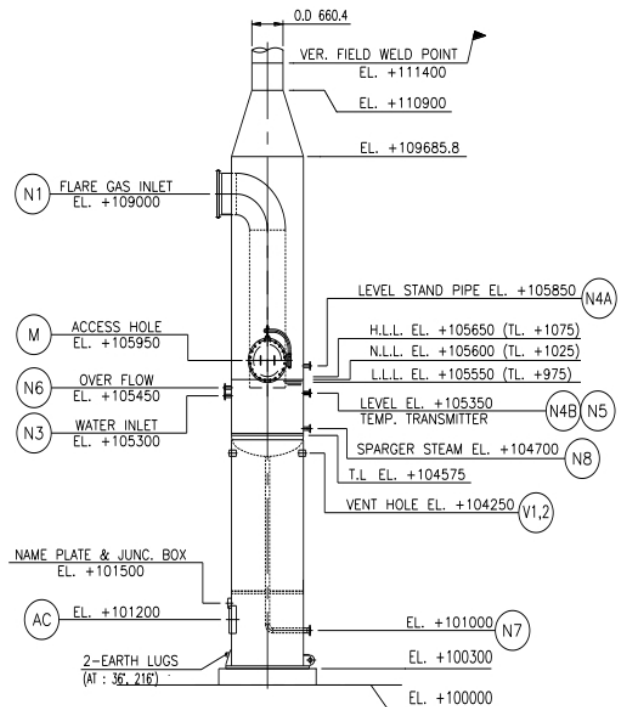 O.D 660.4
VER. FIELD WELD POINT
EL. +111400
EL. +110900
EL. +109685.8
N1
FLARE GAS INLET
EL. +109000
LEVEL STAND PIPE EL. +105850
N4A
M
ACCESS HOLE
EL. +105950
H.L.L. EL. +105650 (TL. +1075)
N.L.L. EL. +105600 (TL. +1025)
L.L.L. EL. +105550 (TL. +975)
N6
OVER FLOW
EL. +105450
LEVEL EL. +105350
TEMP. TRANSMITTER
N4B
N5
N3
WATER INLET
EL. +105300
SPARGER STEAM EL. +104700
N8
T.L EL. +104575
VENT HOLE EL. +104250
V1,2
NAME PLATE & JUNC. BOX
EL. +101500
AC
EL. +101200
EL. +101000
N7
2-EARTH LUGS
(AT : 36°, 216°)
EL. +100300
EL. +100000